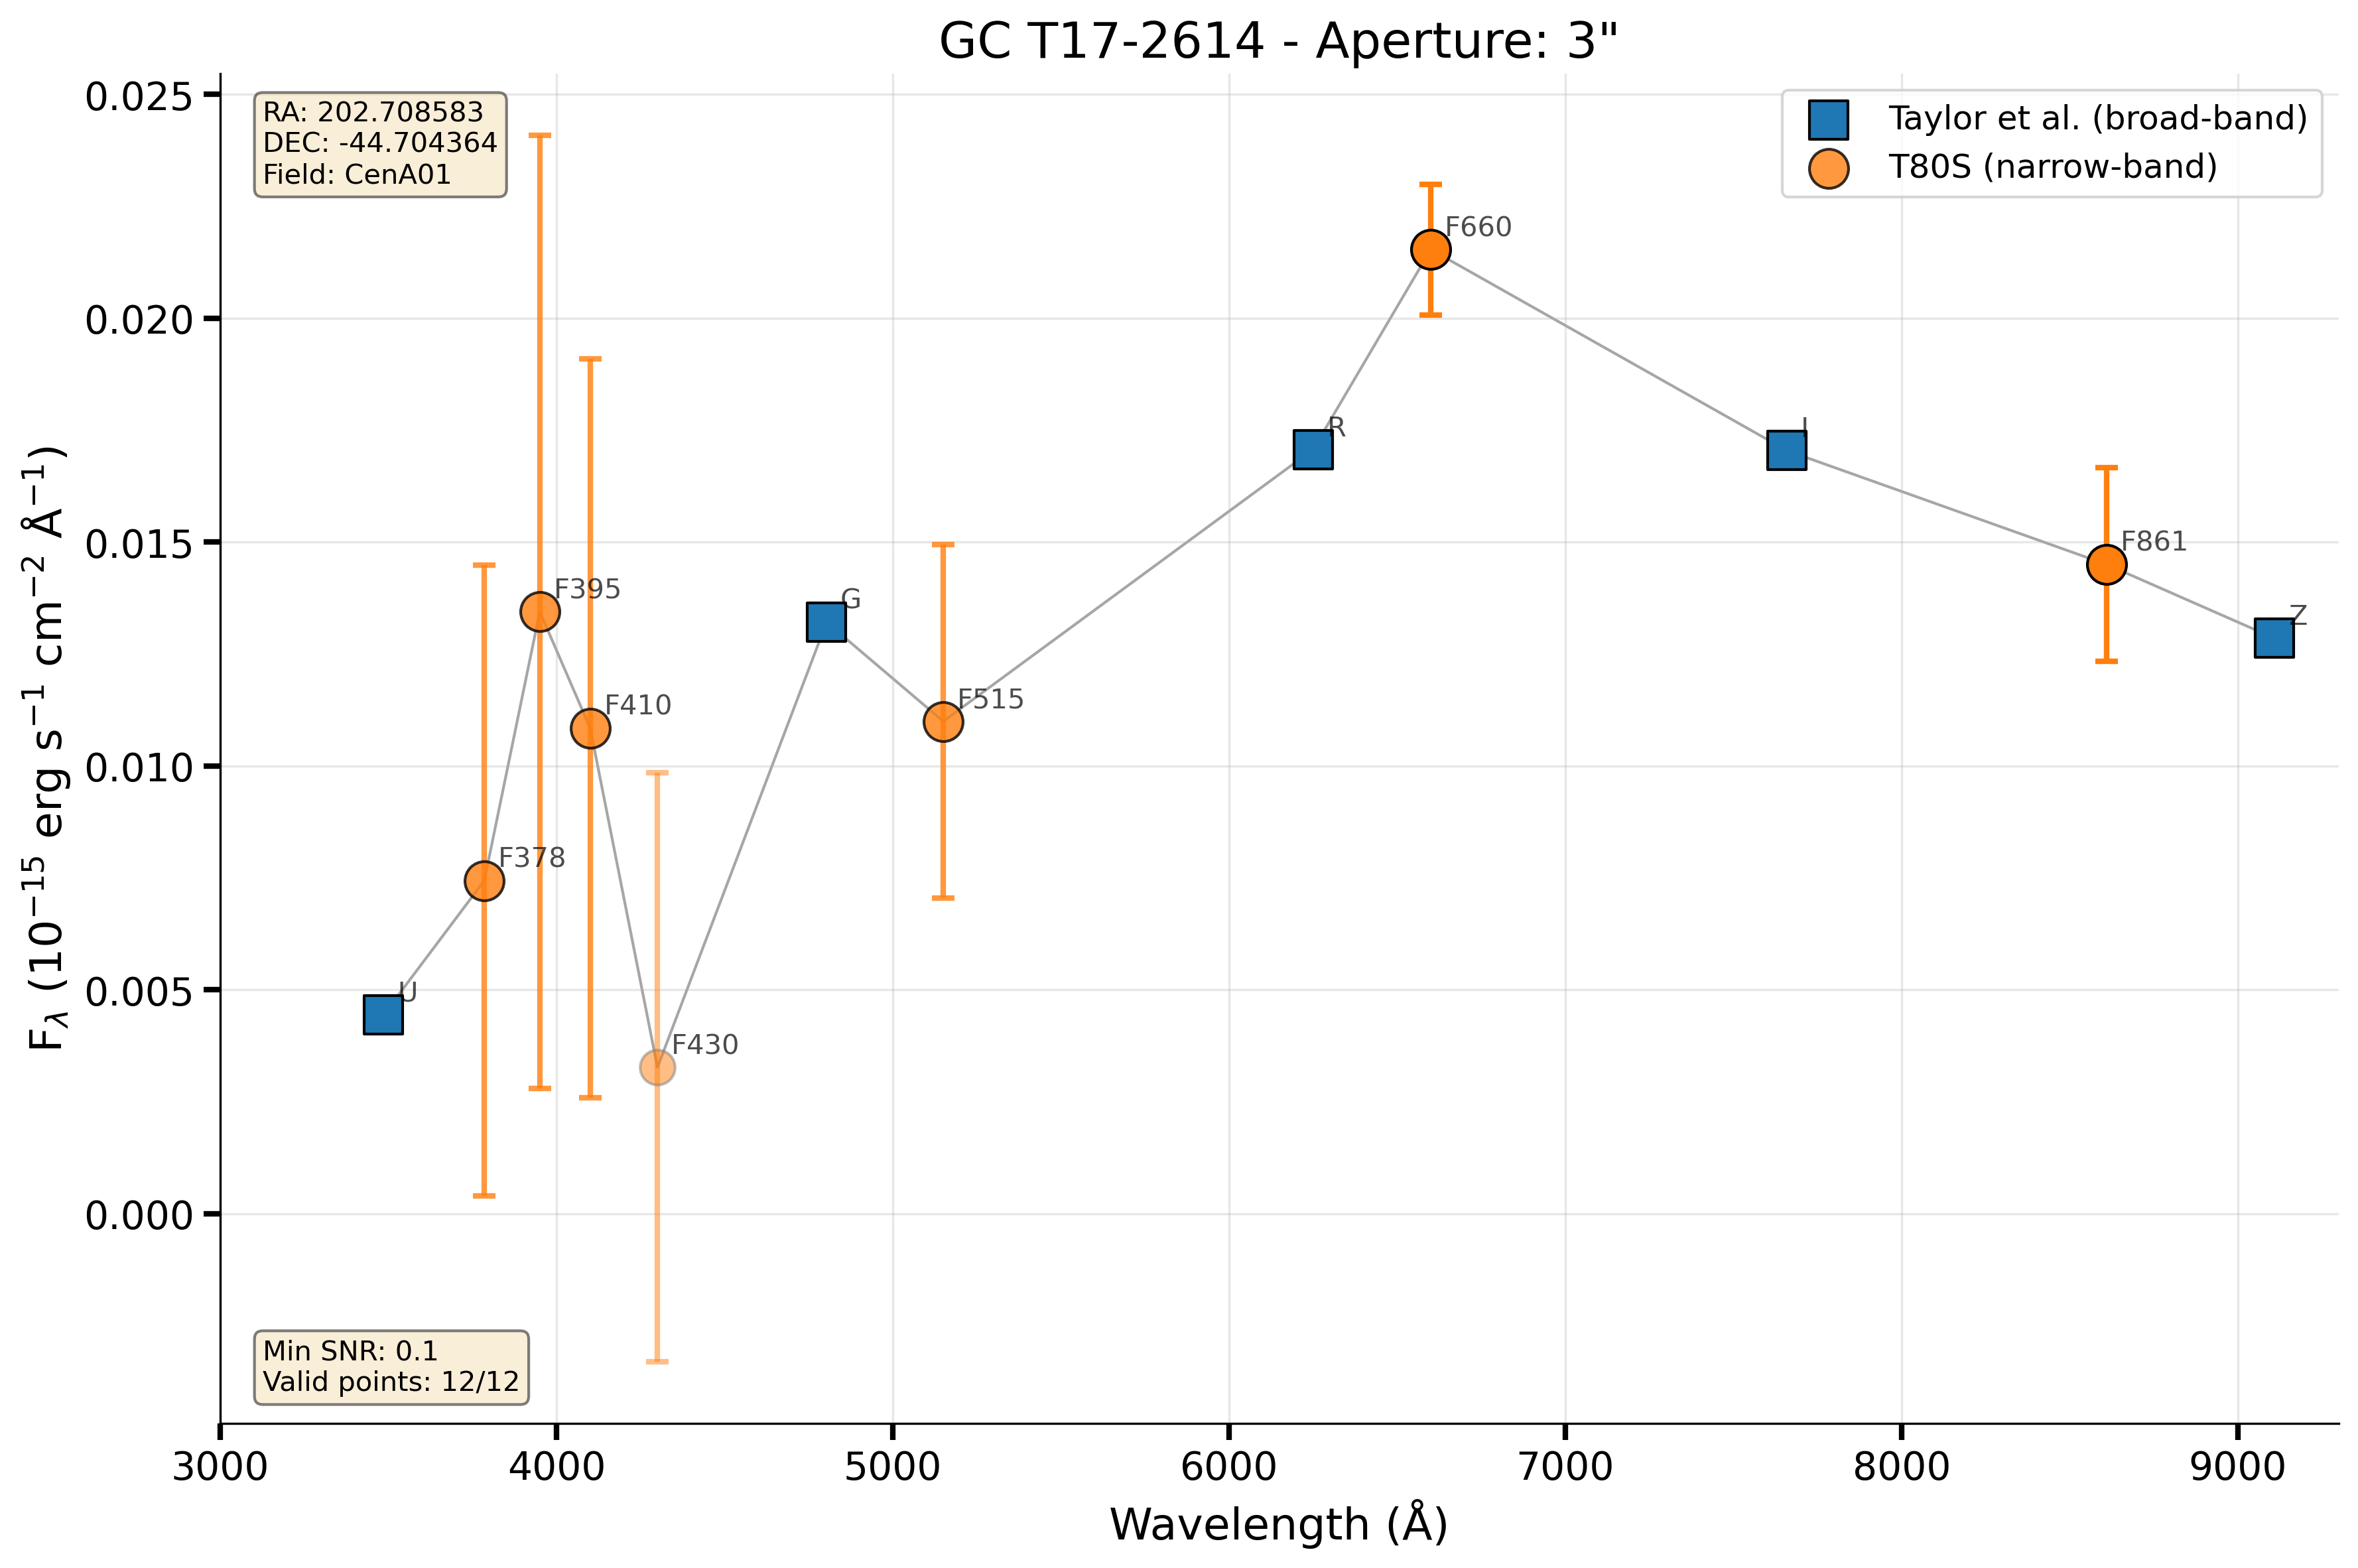 GC T17-2614 - Aperture: 3"
RA: 202.708583
DEC: -44.704364
Field: CenA01
Taylor et al. (broad-band)
T80S (narrow-band)
F_λ (10⁻¹⁵ erg s⁻¹ cm⁻² Å⁻¹)
0.025
0.020
0.015
0.010
0.005
0.000
U
F378
F395
F410
F430
G
F515
R
F660
I
F861
Z
Min SNR: 0.1
Valid points: 12/12
3000 4000 5000 6000 7000 8000 9000
Wavelength (Å)